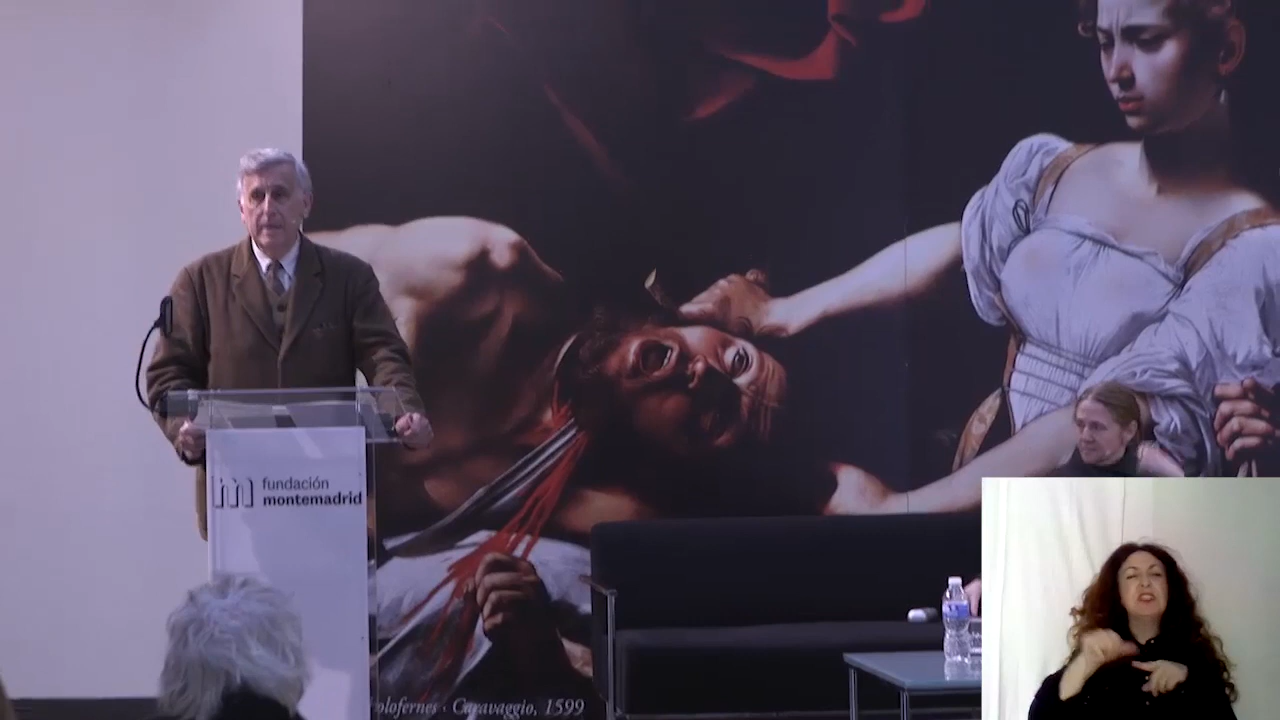 fundación
montemadrid
olofernes · Caravaggio, 1599